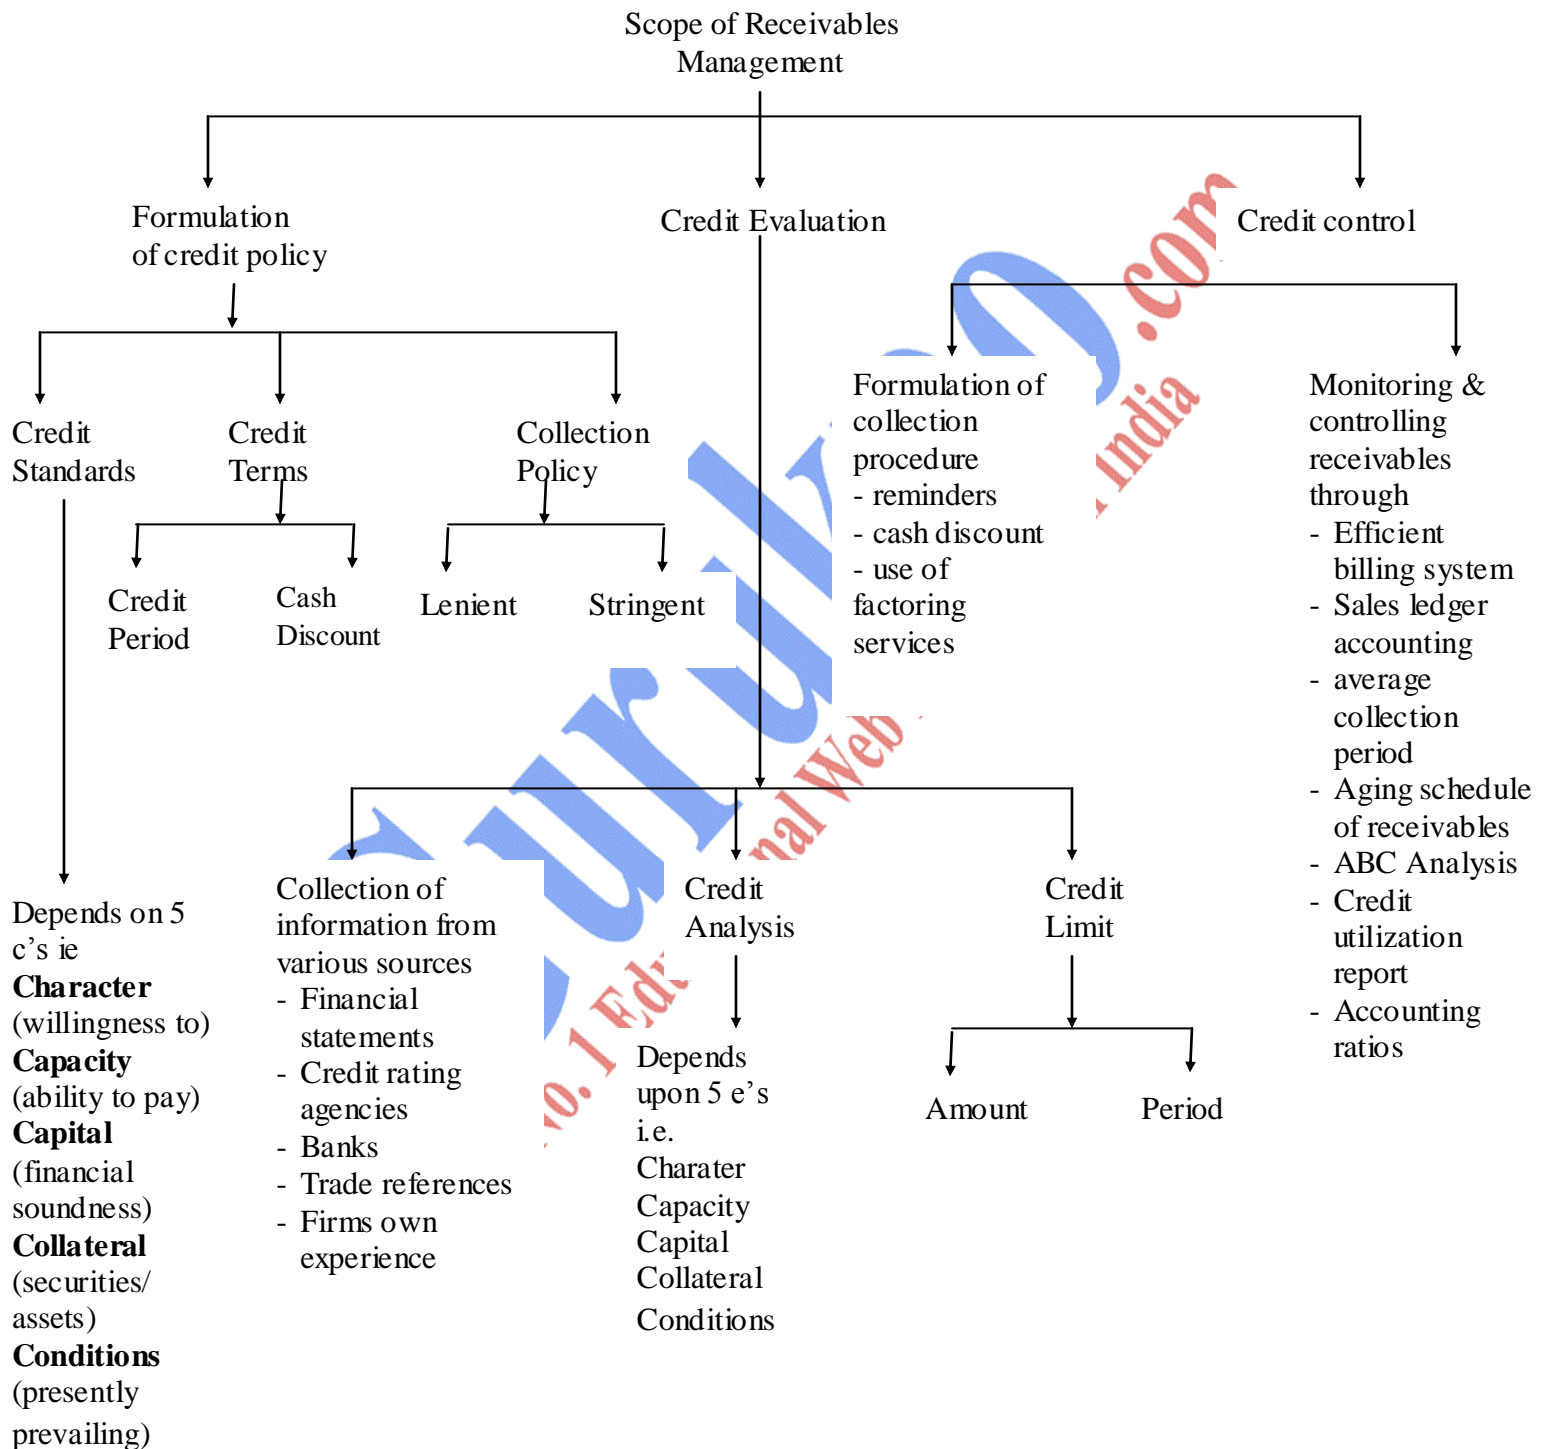 Scope of Receivables
Management
Formulation
of credit policy
Credit Evaluation
Credit control
Credit
Standards
Credit
Terms
Collection
Policy
Credit
Period
Cash
Discount
Lenient
Stringent
Formulation of
collection
procedure
- reminders
- cash discount
- use of
factoring
services
Monitoring &
controlling
receivables
through
- Efficient
billing system
- Sales ledger
accounting
- average
collection
period
- Aging schedule
of receivables
- ABC Analysis
- Credit
utilization
report
- Accounting
ratios
Depends on 5
c's ie
Character
(willingness to)
Capacity
(ability to pay)
Capital
(financial
soundness)
Collateral
(securities/
assets)
Conditions
(presently
prevailing)
Collection of
information from
various sources
- Financial
statements
- Credit rating
agencies
- Banks
- Trade references
- Firms own
experience
Credit
Analysis
Depends
upon 5 e's
i.e.
Charater
Capacity
Capital
Collateral
Conditions
Credit
Limit
Amount
Period
.com
No. 1
Web
India